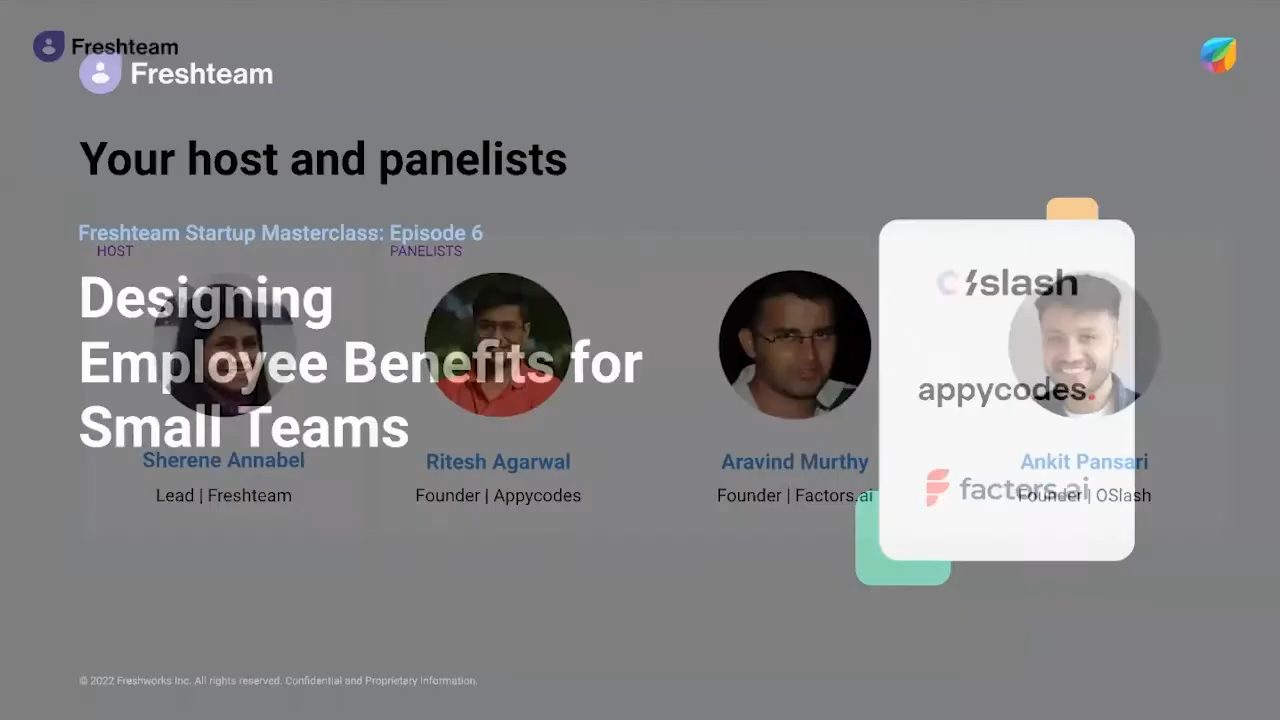 Freshteam
Freshteam
Your host and panelists
Freshteam Startup Masterclass: Episode 6
HOST
PANELISTS
Designing
Employee Benefits for
Small Teams
slash
appycodes.
factors.ai
Sherene Annabel
Lead | Freshteam
Ritesh Agarwal
Founder | Appycodes
Aravind Murthy
Founder | Factors.ai
Ankit Pansari
Founder | OSlash
© 2022 Freshworks Inc. All rights reserved. Confidential and Proprietary Information.